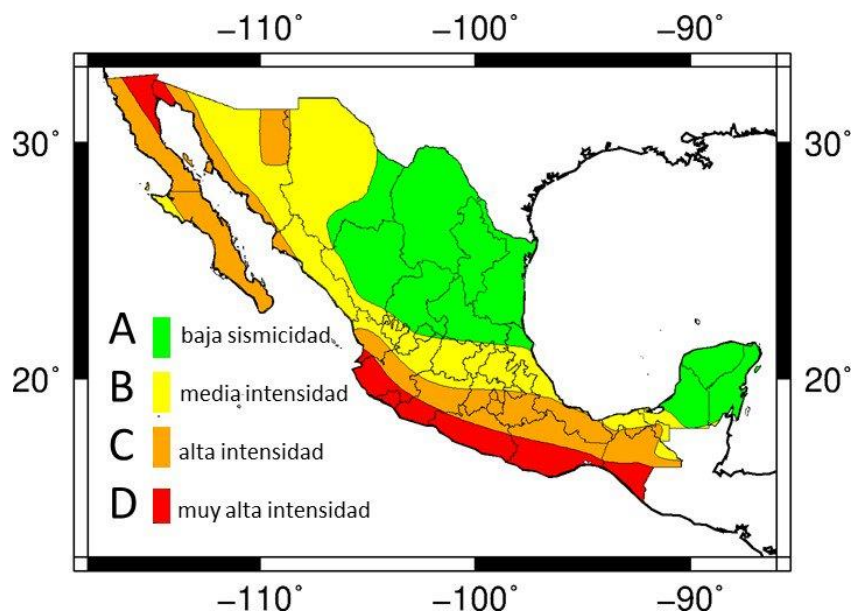 −110˚ −100˚ −90˚
30˚ 30˚
20˚ 20˚
A baja sismicidad
B media intensidad
C alta intensidad
D muy alta intensidad
−110˚ −100˚ −90˚